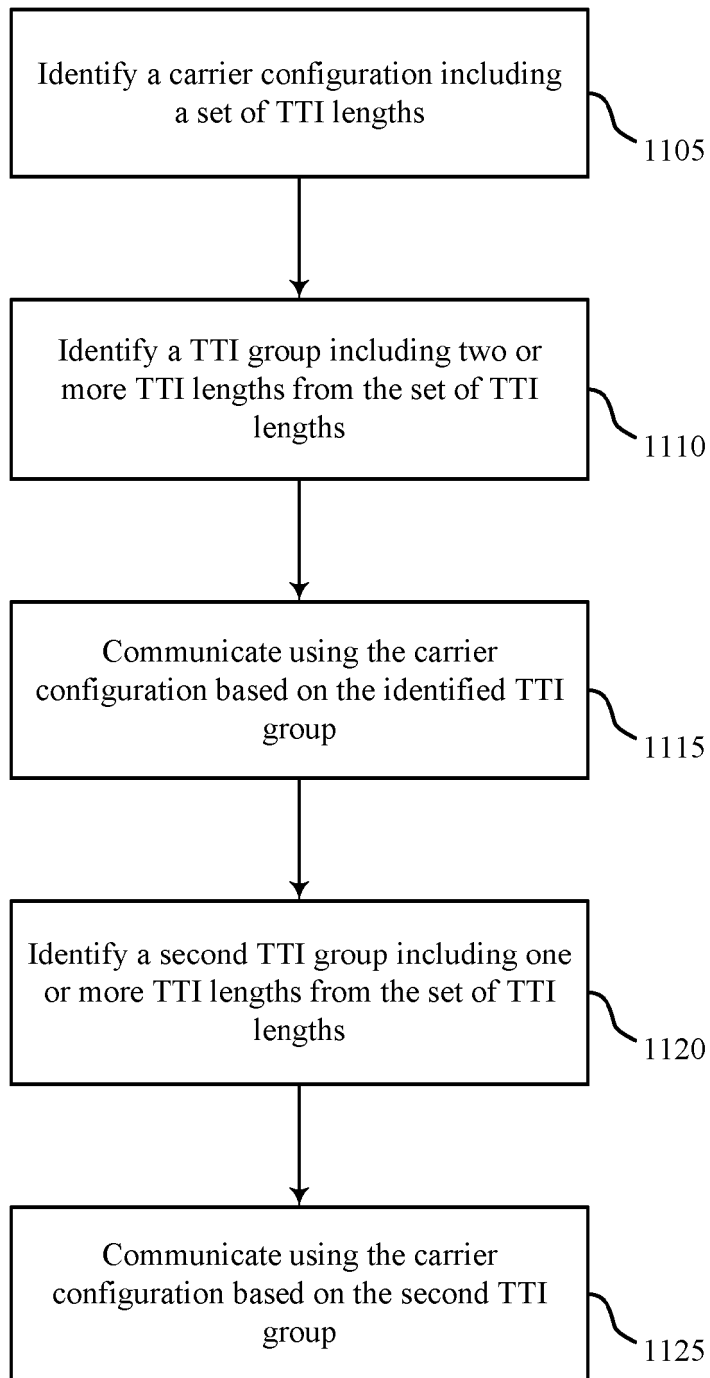 Identify a carrier configuration including
a set of TTI lengths
1105
Identify a TTI group including two or
more TTI lengths from the set of TTI
lengths
1110
Communicate using the carrier
configuration based on the identified TTI
group
1115
Identify a second TTI group including one
or more TTI lengths from the set of TTI
lengths
1120
Communicate using the carrier
configuration based on the second TTI
group
1125